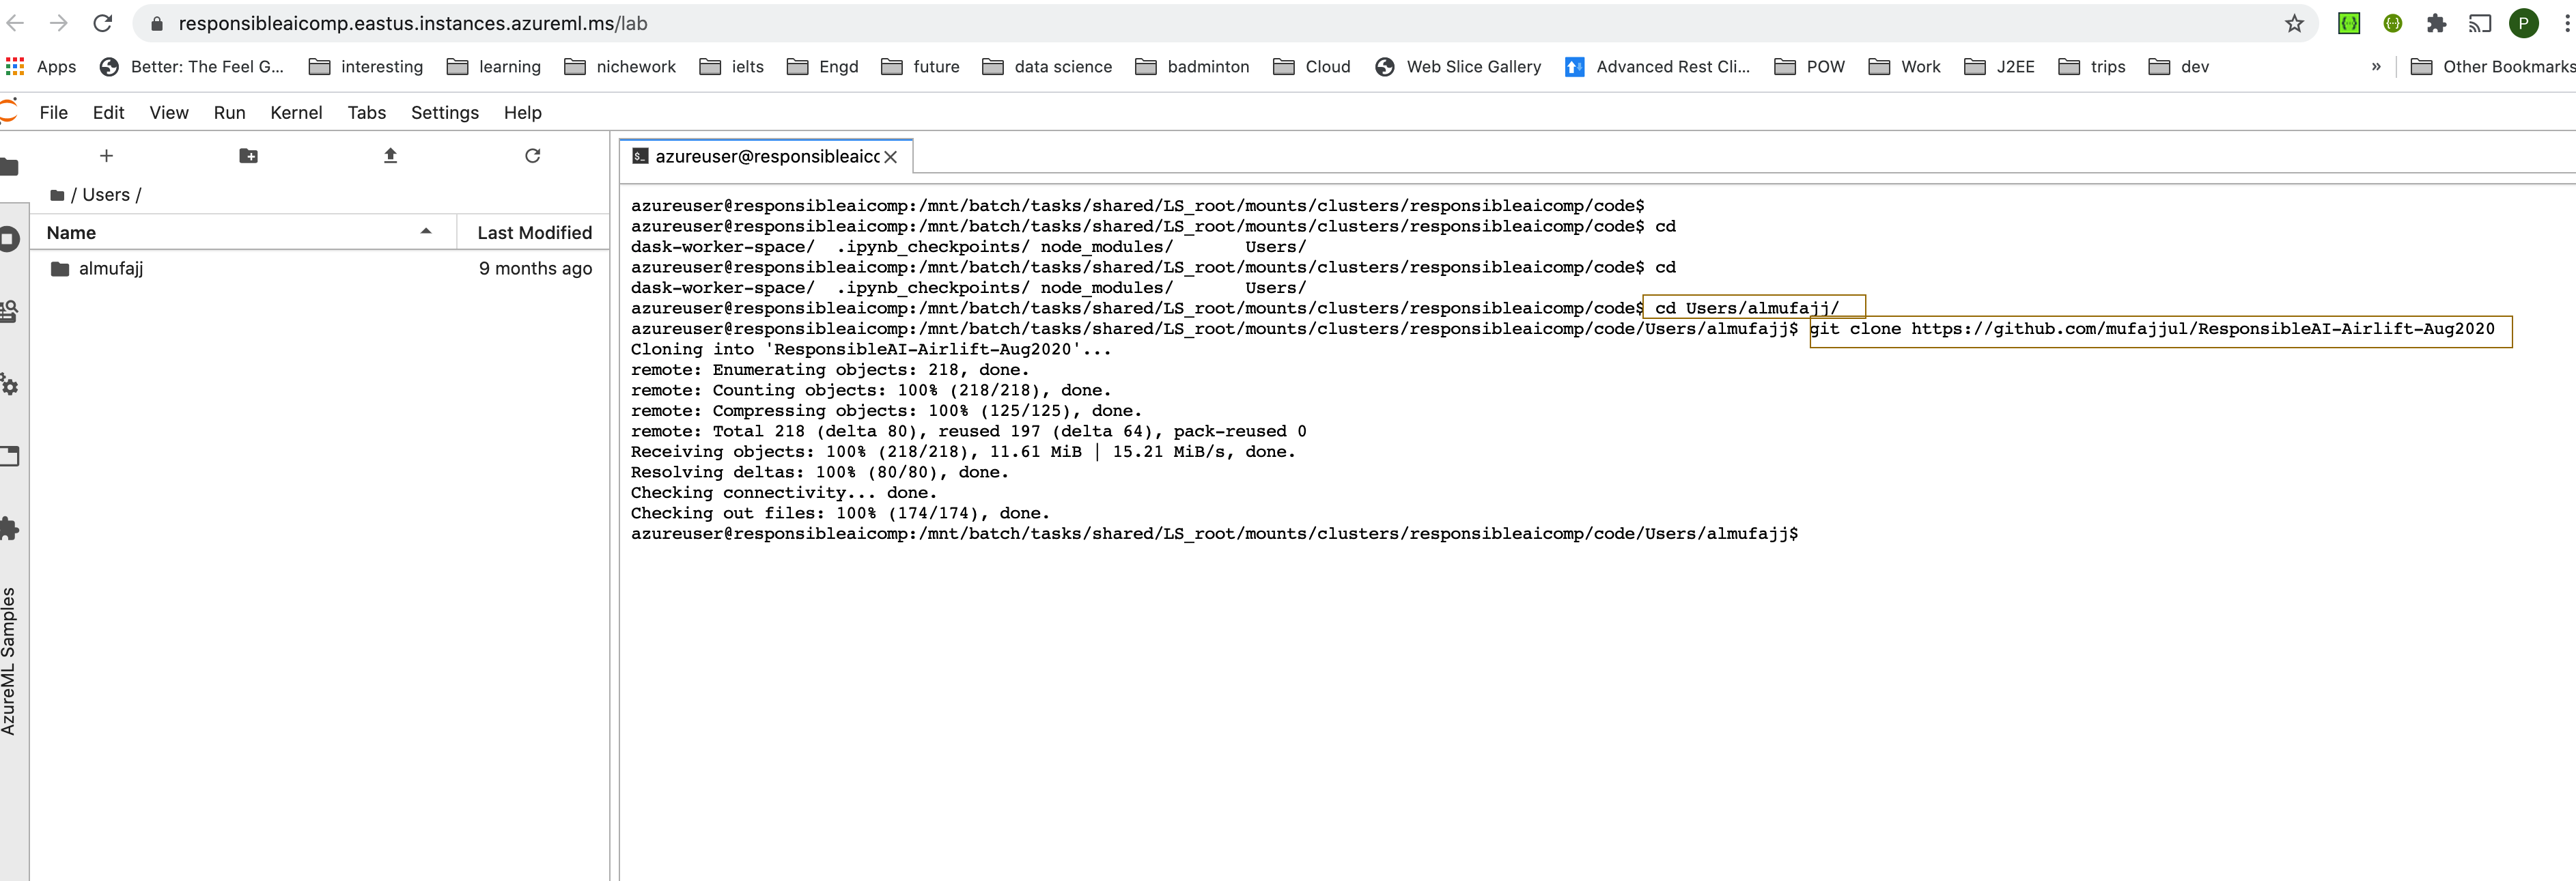 responsibleaicomp.eastus.instances.azureml.ms/lab
P
Apps Better: The Feel G... interesting learning nichework ielts Engd future data science badminton Cloud Web Slice Gallery Advanced Rest Cli... POW Work J2EE trips dev » Other Bookmarks
File Edit View Run Kernel Tabs Settings Help
azureuser@responsibleaicc
/ Users /
Name Last Modified
almufajj 9 months ago
AzureML Samples
azureuser@responsibleaicomp:/mnt/batch/tasks/shared/LS_root/mounts/clusters/responsibleaicomp/code$
azureuser@responsibleaicomp:/mnt/batch/tasks/shared/LS_root/mounts/clusters/responsibleaicomp/code$ cd
dask-worker-space/ .ipynb_checkpoints/ node_modules/ Users/
azureuser@responsibleaicomp:/mnt/batch/tasks/shared/LS_root/mounts/clusters/responsibleaicomp/code$ cd
dask-worker-space/ .ipynb_checkpoints/ node_modules/ Users/
azureuser@responsibleaicomp:/mnt/batch/tasks/shared/LS_root/mounts/clusters/responsibleaicomp/code$ cd Users/almufajj/
azureuser@responsibleaicomp:/mnt/batch/tasks/shared/LS_root/mounts/clusters/responsibleaicomp/code/Users/almufajj$ git clone https://github.com/mufajjul/ResponsibleAI-Airlift-Aug2020
Cloning into 'ResponsibleAI-Airlift-Aug2020'...
remote: Enumerating objects: 218, done.
remote: Counting objects: 100% (218/218), done.
remote: Compressing objects: 100% (125/125), done.
remote: Total 218 (delta 80), reused 197 (delta 64), pack-reused 0
Receiving objects: 100% (218/218), 11.61 MiB | 15.21 MiB/s, done.
Resolving deltas: 100% (80/80), done.
Checking connectivity... done.
Checking out files: 100% (174/174), done.
azureuser@responsibleaicomp:/mnt/batch/tasks/shared/LS_root/mounts/clusters/responsibleaicomp/code/Users/almufajj$